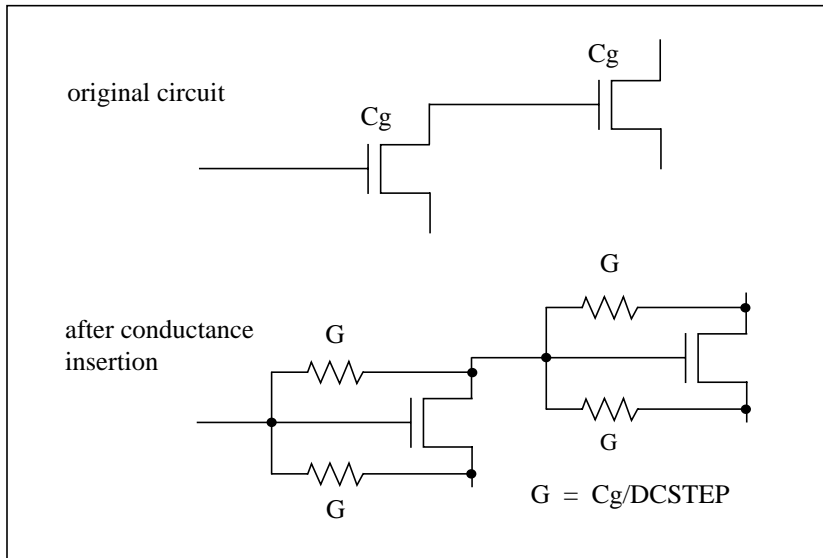 Cg
original circuit
Cg
G
after conductance
insertion
G
G
G
G = Cg/DCSTEP